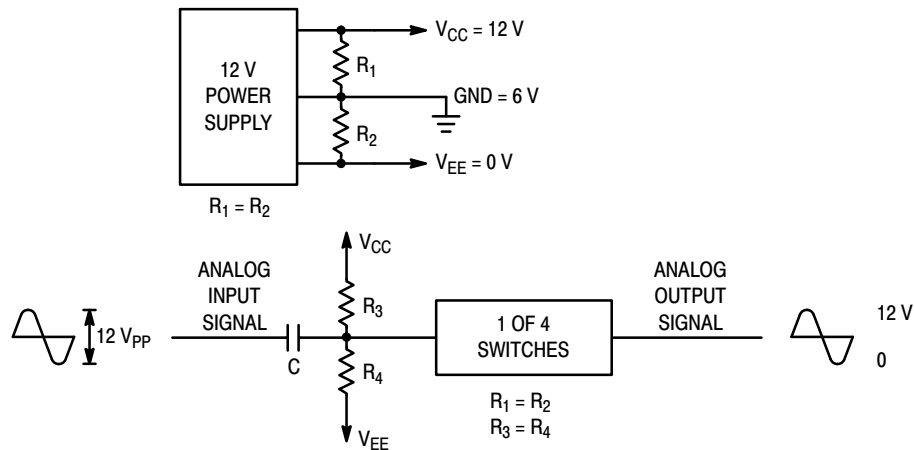 V_CC = 12 V
12 V
POWER
SUPPLY
R_1
GND = 6 V
R_2
V_EE = 0 V
R_1 = R_2
V_CC
ANALOG
INPUT
SIGNAL
R_3
ANALOG
OUTPUT
SIGNAL
12 V_PP
1 OF 4
SWITCHES
12 V
0
C
R_4
R_1 = R_2
R_3 = R_4
V_EE